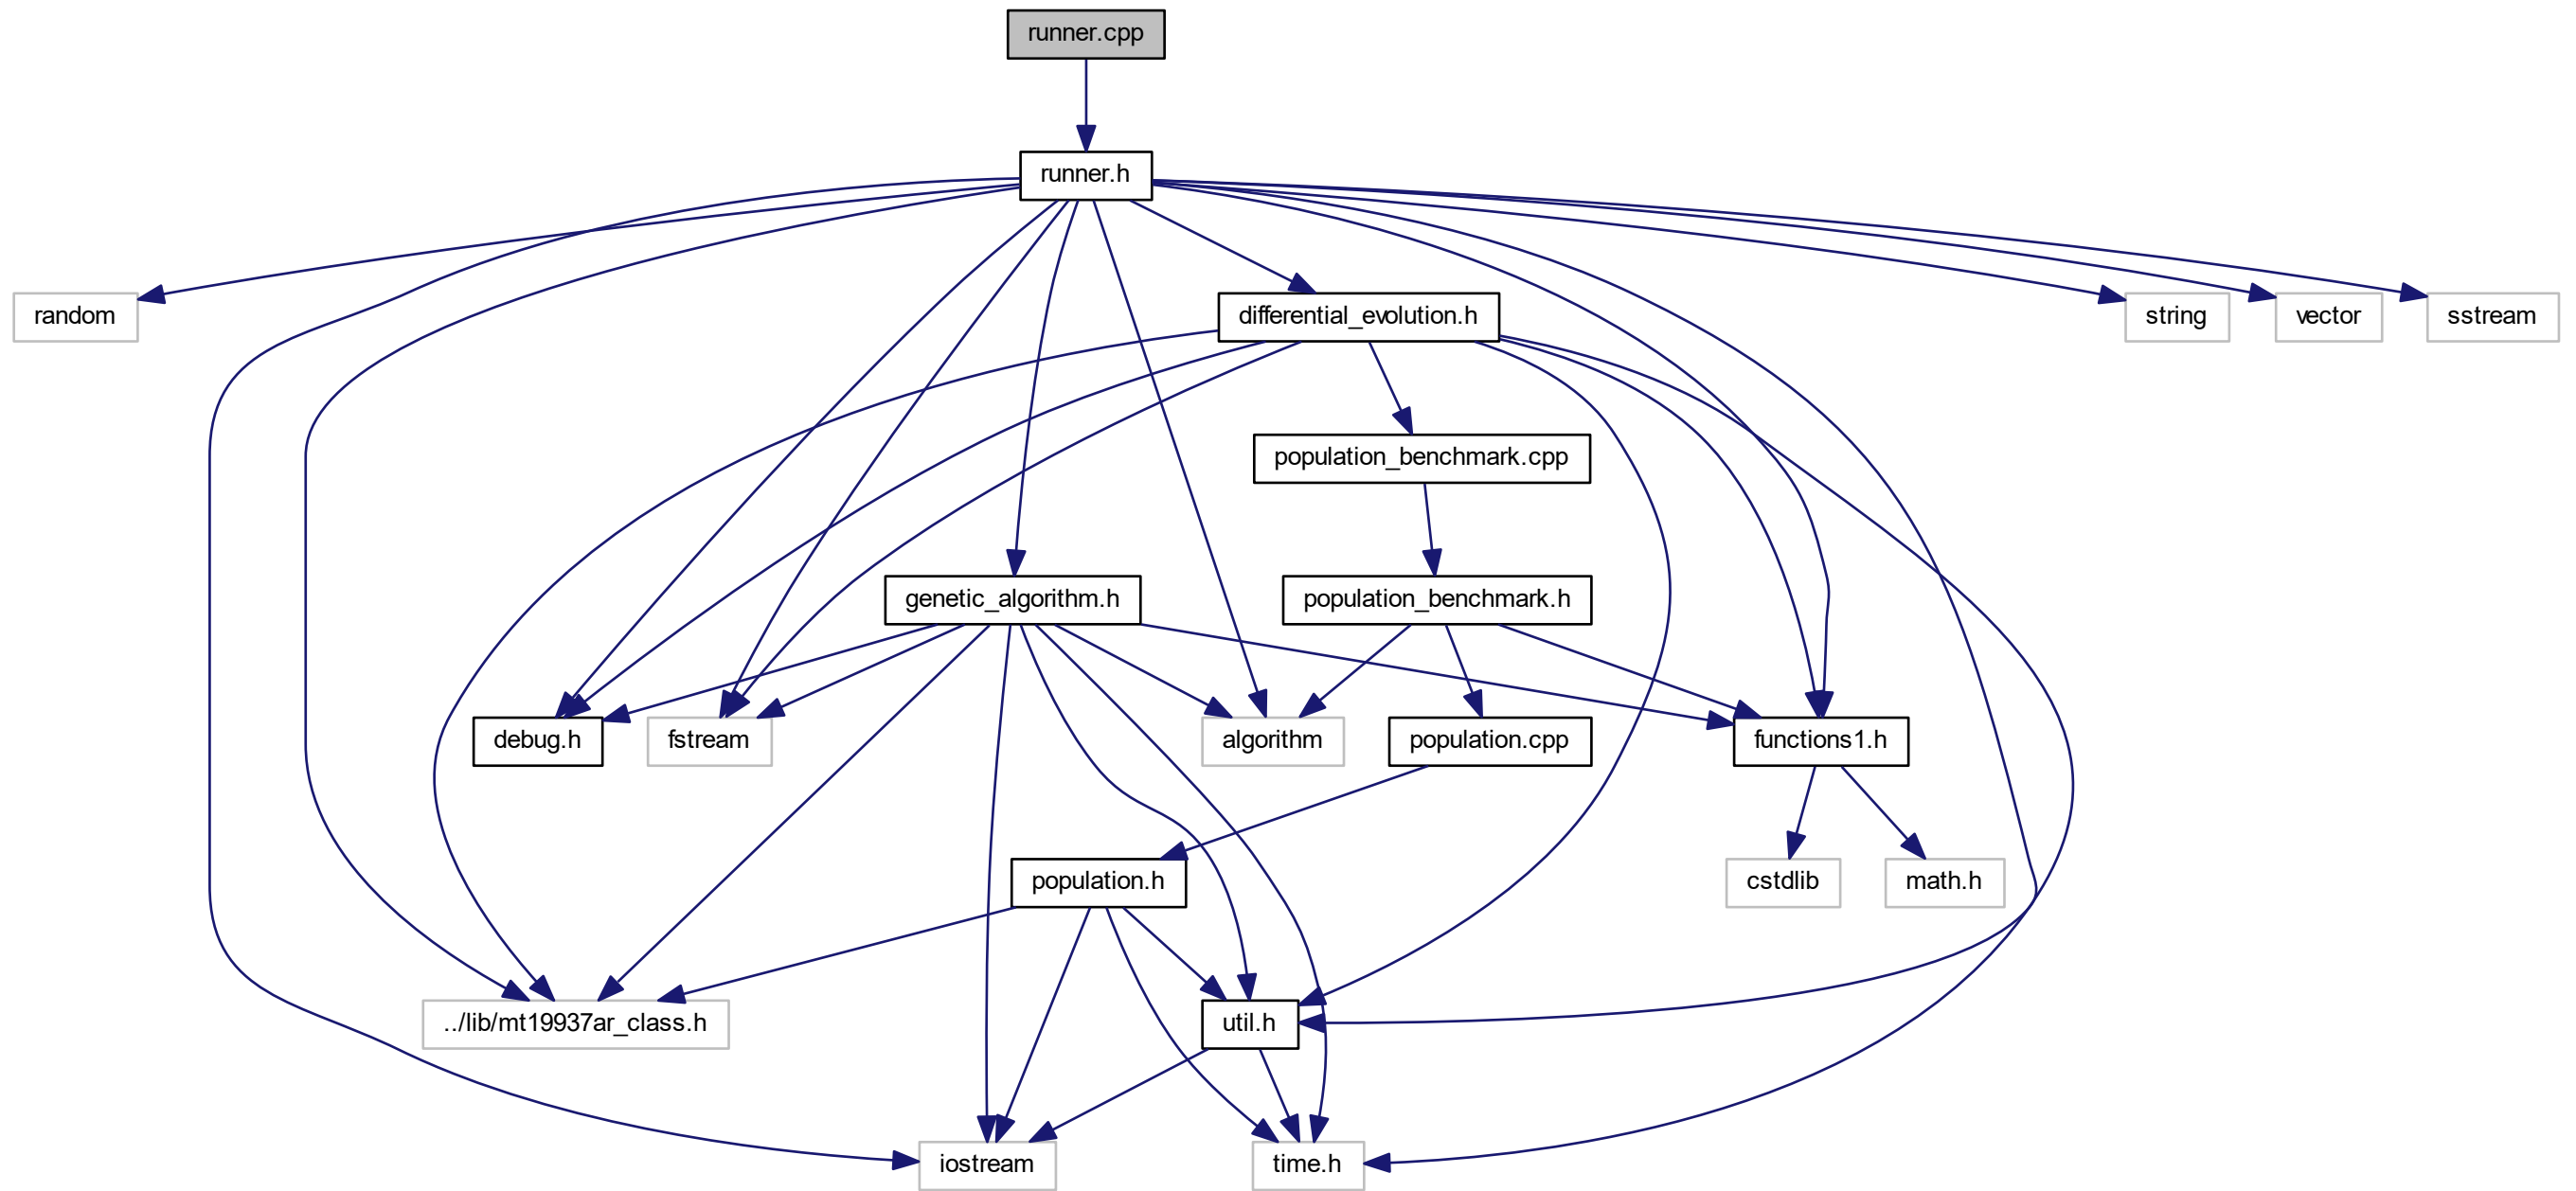 runner.cpp
runner.h
random
differential_evolution.h
string
vector
sstream
population_benchmark.cpp
genetic_algorithm.h
population_benchmark.h
debug.h
fstream
algorithm
population.cpp
functions1.h
population.h
cstdlib
math.h
../lib/mt19937ar_class.h
util.h
iostream
time.h